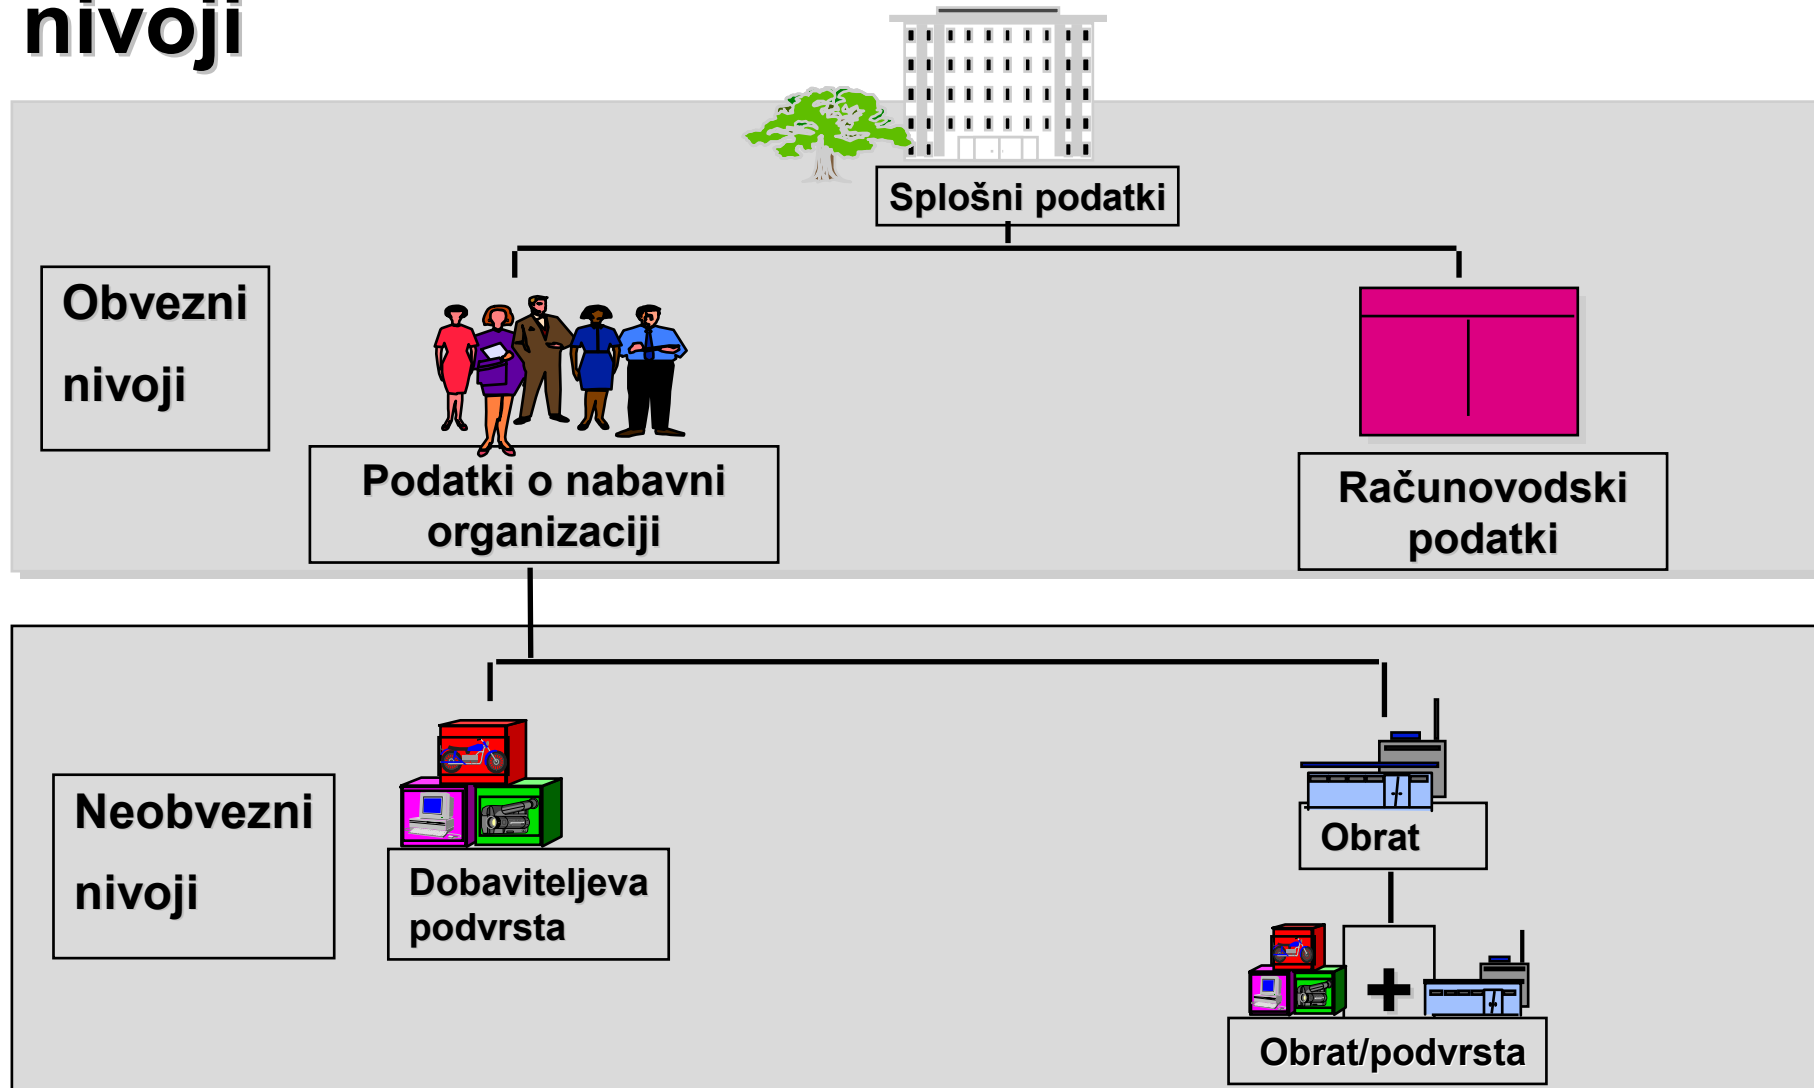 nivoji
Splošni podatki
Obvezni
nivoji
Podatki o nabavni
organizaciji
Računovodski
podatki
Neobvezni
nivoji
Dobaviteljeva
podvrsta
Obrat
+
Obrat/podvrsta